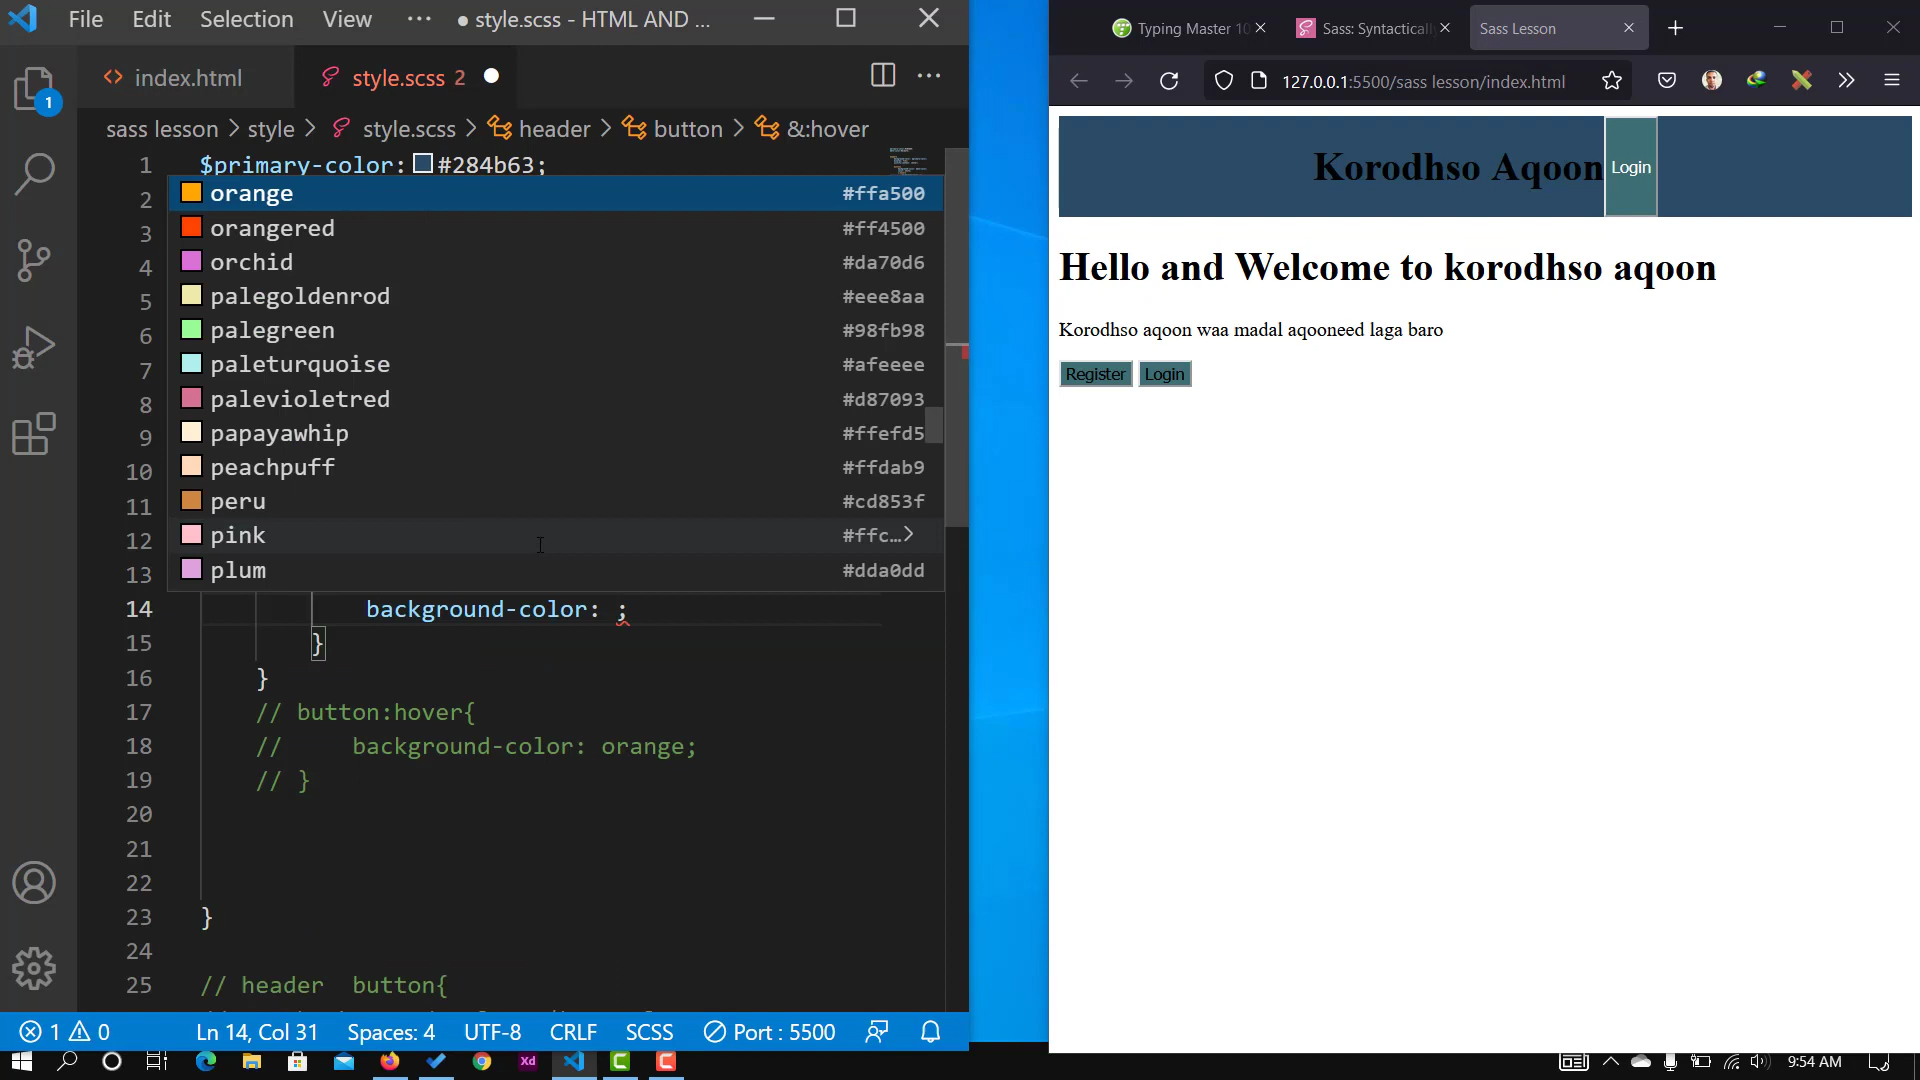 File Edit Selection View ··· ● style.scss - HTML AND ...
index.html
style.scss 2
1
sass lesson > style > style.scss > header > button > &:hover
1 $primary-color: #284b63;
2
3
4
5
6
7
8
9
10
11
12
13
orange #ffa500
orangered #ff4500
orchid #da70d6
palegoldenrod #eee8aa
palegreen #98fb98
paleturquoise #afeeee
palevioletred #d87093
papayawhip #ffefd5
peachpuff #ffdab9
peru #cd853f
pink #ffc...
plum #dda0dd
14 background-color: ;
15 }
16 }
17 // button:hover{
18 // background-color: orange;
19 // }
20
21
22
23 }
24
25 // header button{
1 0 Ln 14, Col 31 Spaces: 4 UTF-8 CRLF SCSS Port : 5500
Typing Master 10
Sass: Syntacticall
Sass Lesson
127.0.0.1:5500/sass lesson/index.html
Korodhso Aqoon
Login
Hello and Welcome to korodhso aqoon
Korodhso aqoon waa madal aqooneed laga baro
Register
Login
Xd
9:54 AM